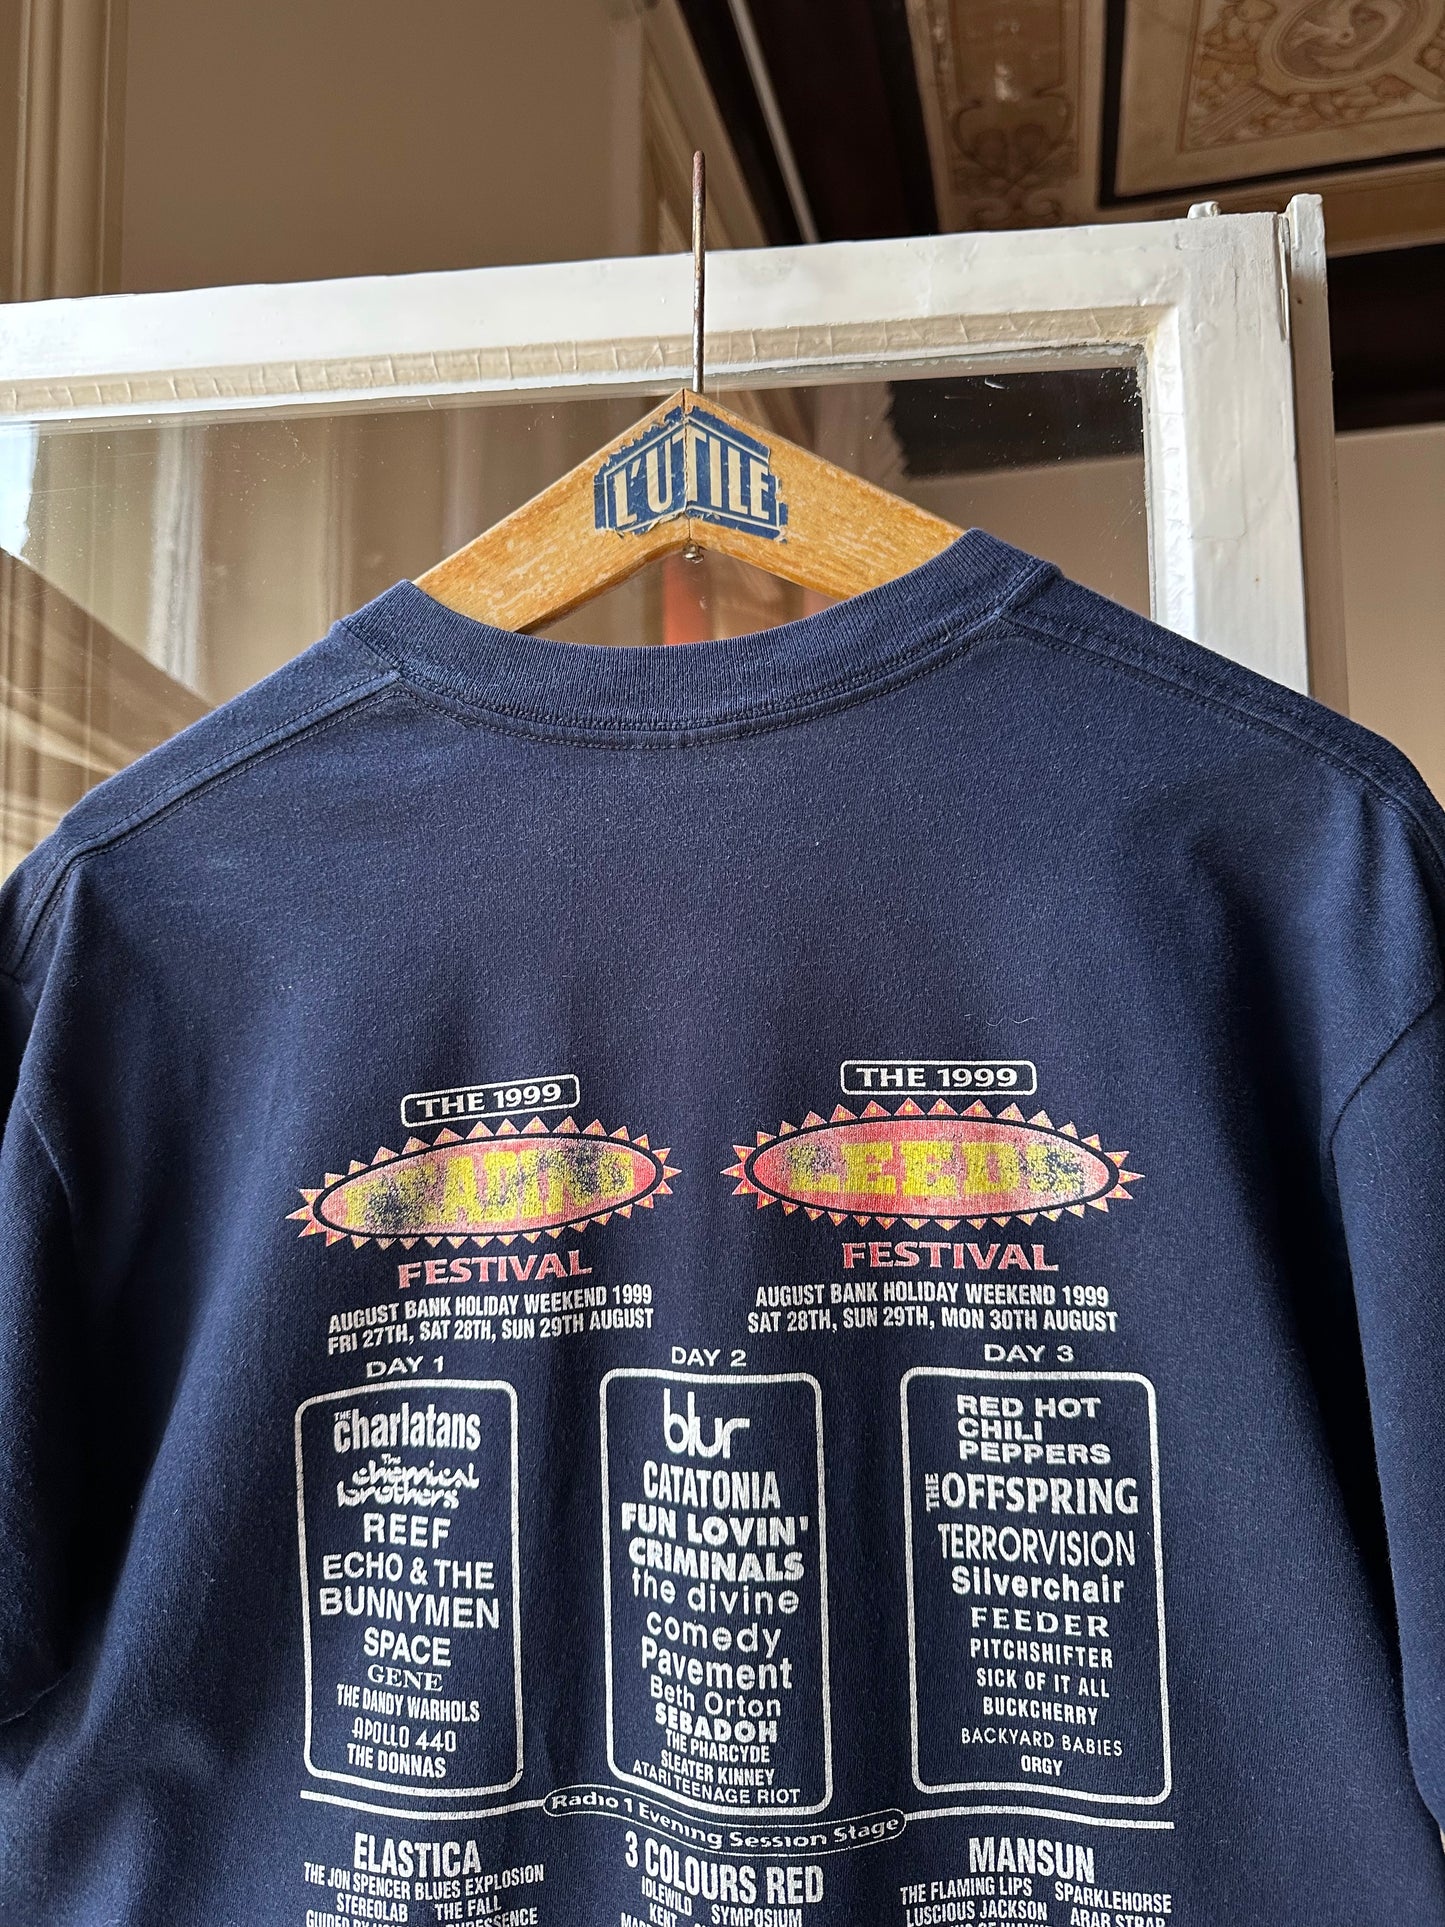 L'UTILE
THE 1999
READING
FESTIVAL
AUGUST BANK HOLIDAY WEEKEND 1999
FRI 27TH, SAT 28TH, SUN 29TH AUGUST
THE 1999
LEEDS
FESTIVAL
AUGUST BANK HOLIDAY WEEKEND 1999
SAT 28TH, SUN 29TH, MON 30TH AUGUST
DAY 1
THE Charlatans
The chemical
brothers
REEF
ECHO & THE
BUNNYMEN
SPACE
GENE
THE DANDY WARHOLS
APOLLO 440
THE DONNAS
DAY 2
blur
CATATONIA
FUN LOVIN'
CRIMINALS
the divine
comedy
Pavement
Beth Orton
SEBADOH
THE PHARCYDE
SLEATER KINNEY
ATARI TEENAGE RIOT
DAY 3
RED HOT
CHILI
PEPPERS
THE OFFSPRING
TERRORVISION
Silverchair
FEEDER
PITCHSHIFTER
SICK OF IT ALL
BUCKCHERRY
BACKYARD BABIES
ORGY
Radio 1 Evening Session Stage
ELASTICA
THE JON SPENCER BLUES EXPLOSION
STEREOLAB THE FALL
3 COLOURS RED
IDLEWILD SYMPOSIUM
KENT
MANSUN
THE FLAMING LIPS SPARKLEHORSE
LUSCIOUS JACKSON ARAB STRAP